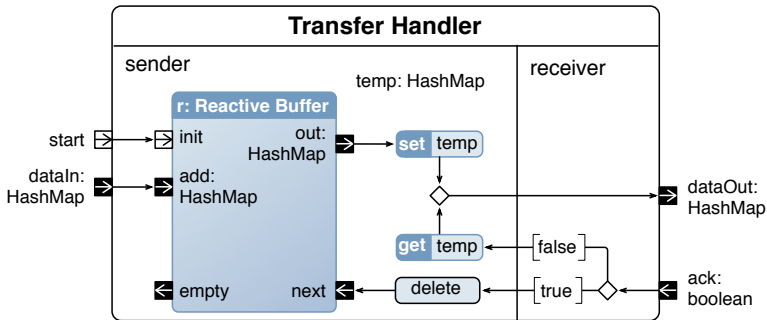 Transfer Handler
sender
receiver
temp: HashMap
r: Reactive Buffer
start
init
out:
HashMap
set temp
dataIn:
HashMap
add:
HashMap
dataOut:
HashMap
get temp
[false]
empty
next
delete
[true]
ack:
boolean